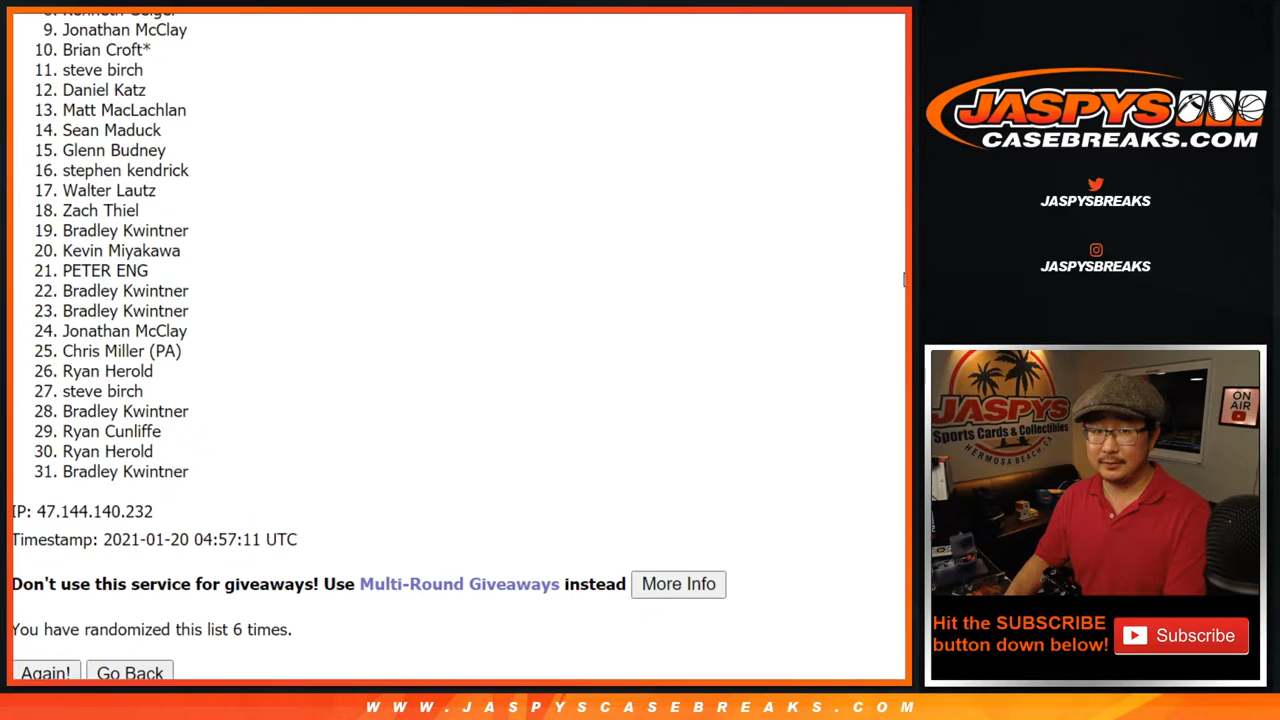 8. Kenneth Geiger
9. Jonathan McClay
10. Brian Croft*
11. steve birch
12. Daniel Katz
13. Matt MacLachlan
14. Sean Maduck
15. Glenn Budney
16. stephen kendrick
17. Walter Lautz
18. Zach Thiel
19. Bradley Kwintner
20. Kevin Miyakawa
21. PETER ENG
22. Bradley Kwintner
23. Bradley Kwintner
24. Jonathan McClay
25. Chris Miller (PA)
26. Ryan Herold
27. steve birch
28. Bradley Kwintner
29. Ryan Cunliffe
30. Ryan Herold
31. Bradley Kwintner
IP: 47.144.140.232
Timestamp: 2021-01-20 04:57:11 UTC
Don't use this service for giveaways! Use Multi-Round Giveaways instead More Info
You have randomized this list 6 times.
Again! Go Back
JASPYS
CASEBREAKS.COM
JASPYSBREAKS
JASPYSBREAKS
JASPYS
Sports Cards & Collectibles
HERMOSA BEACH, CA
ON
AIR
Hit the SUBSCRIBE
button down below!
Subscribe
WWW.JASPYSCASEBREAKS.COM